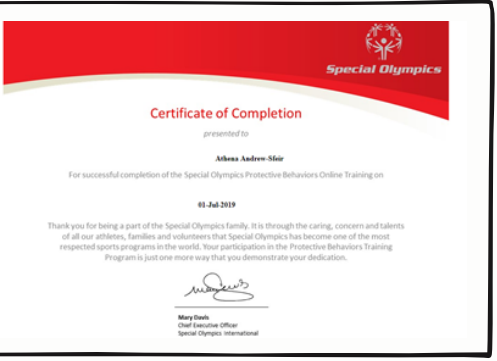 Special Olympics
Certificate of Completion
presented to
Athena Andrew-Sfeir
For successful completion of the Special Olympics Protective Behaviors Online Training on
01-Jul-2019
Thank you for being a part of the Special Olympics family. It is through the caring, concern and talents
of all our athletes, families and volunteers that Special Olympics has become one of the most
respected sports programs in the world. Your participation in the Protective Behaviors Training
Program is just one more way that you demonstrate your dedication.
Mary Davis
Chief Executive Officer
Special Olympics International